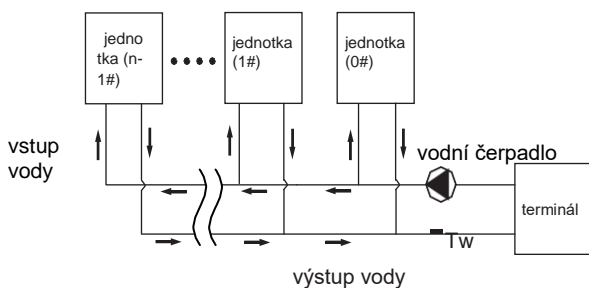 jedno
tka (n-
1#)
jednotka
(1#)
jednotka
(0#)
vstup
vody
vodní čerpadlo
terminál
Tw
výstup vody